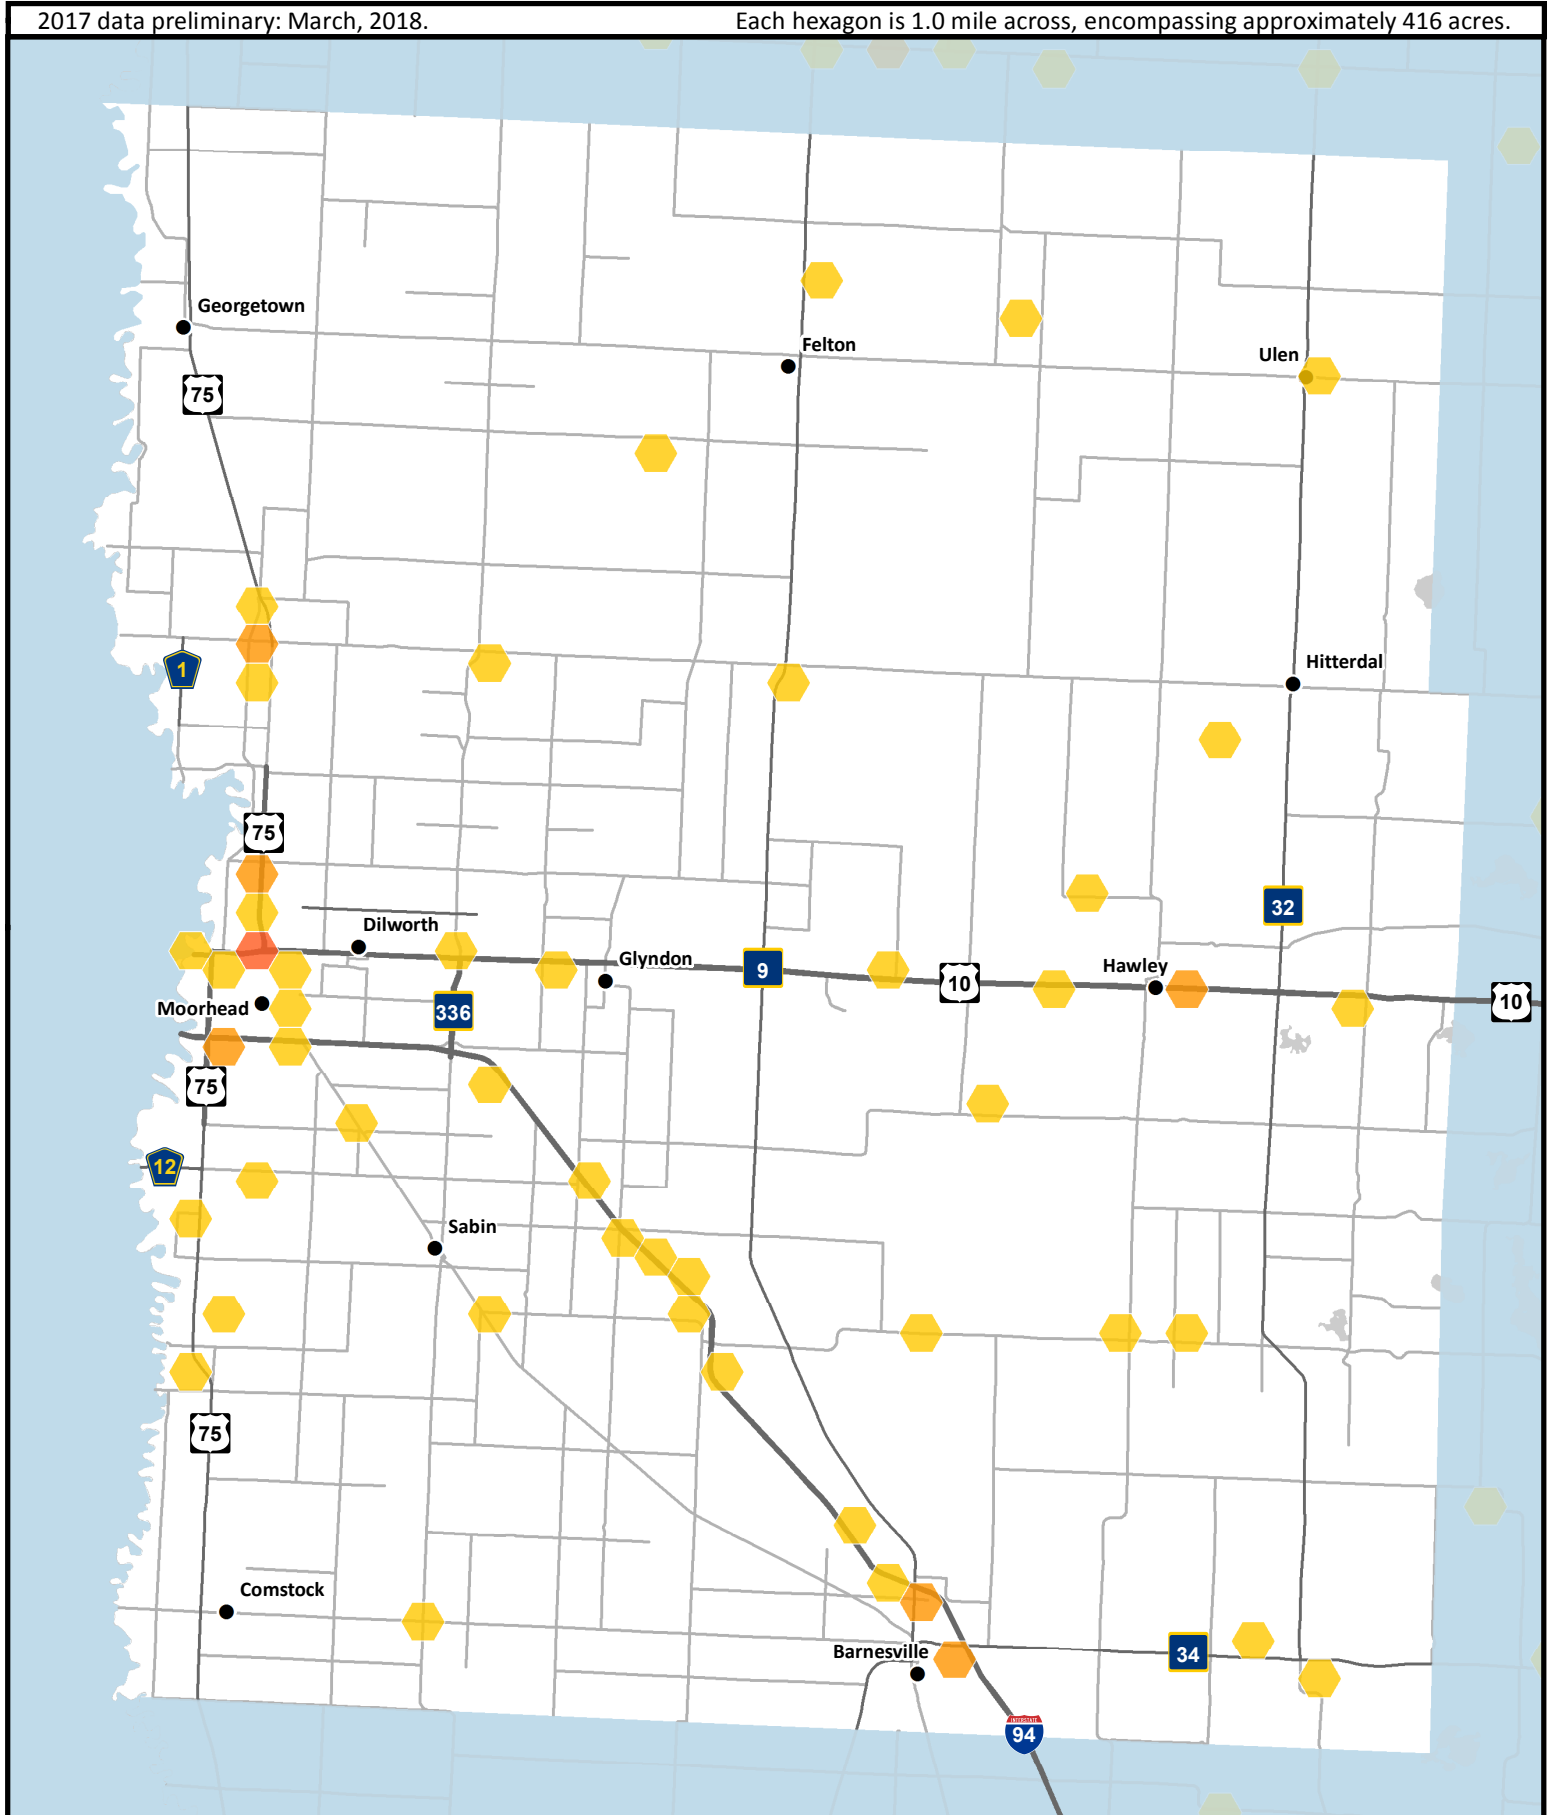 2017 data preliminary: March, 2018.
Each hexagon is 1.0 mile across, encompassing approximately 416 acres.
Georgetown
Felton
Ulen
75
1
Hitterdal
75
32
Dilworth
Glyndon
9
Hawley
10
10
Moorhead
336
75
12
Sabin
75
Comstock
Barnesville
34
INTERSTATE
94